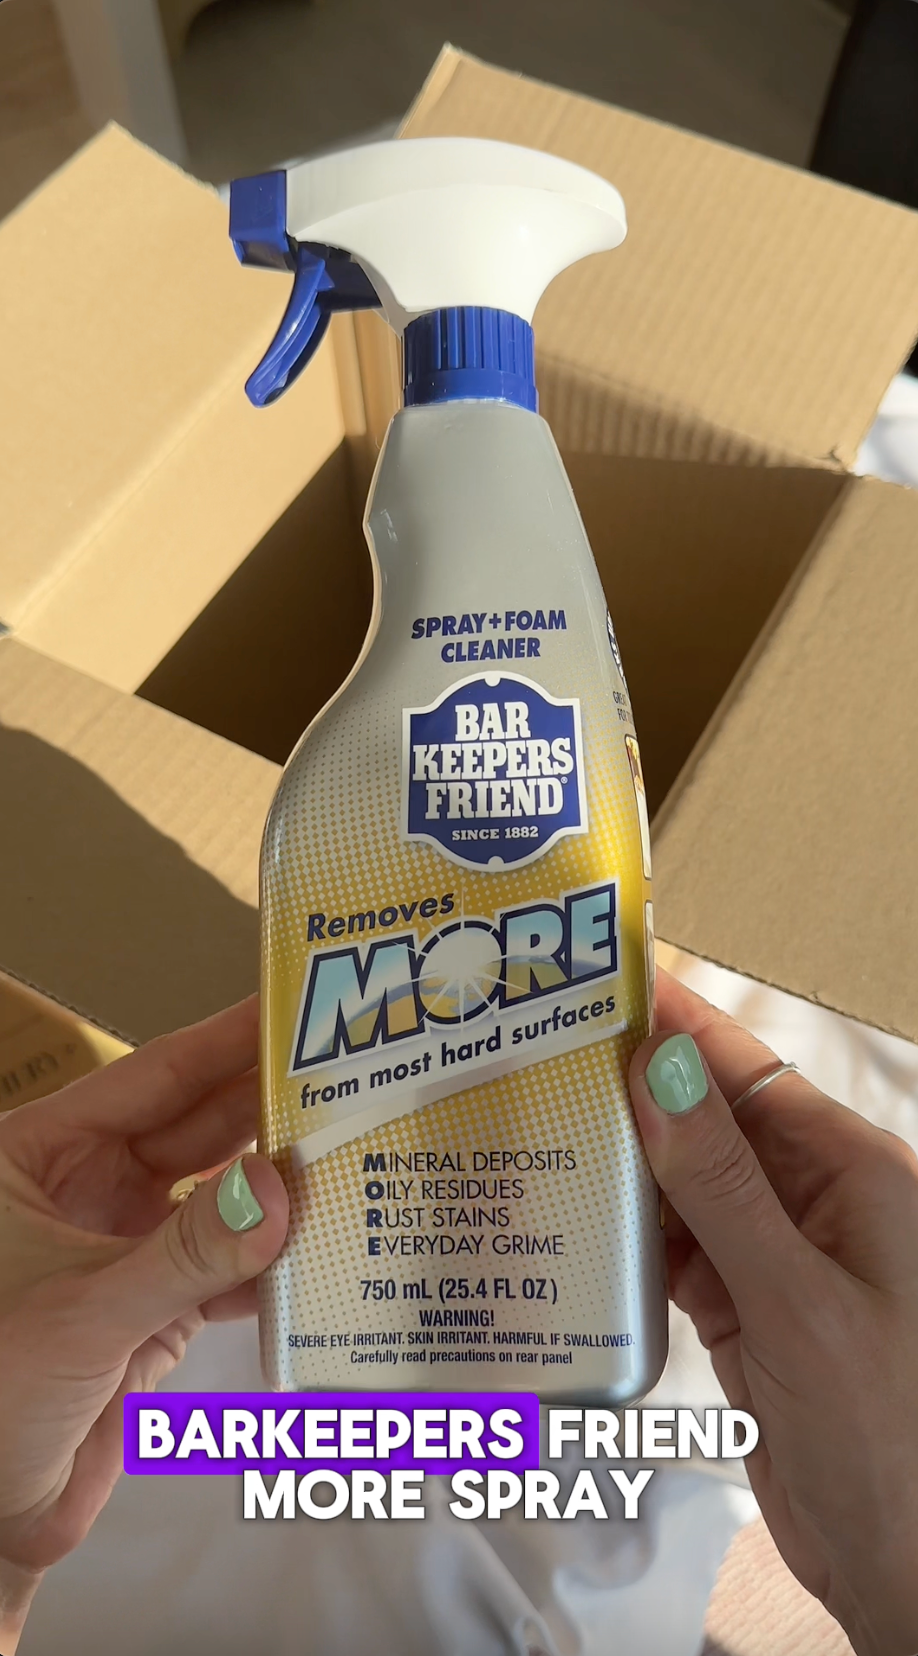 SPRAY+FOAM
CLEANER
BAR
KEEPERS
FRIEND®
SINCE 1882
Removes
MORE
from most hard surfaces
MINERAL DEPOSITS
OILY RESIDUES
RUST STAINS
EVERYDAY GRIME
750 mL (25.4 FL OZ)
WARNING!
SEVERE EYE IRRITANT. SKIN IRRITANT. HARMFUL IF SWALLOWED.
Carefully read precautions on rear panel
BARKEEPERS FRIEND
MORE SPRAY